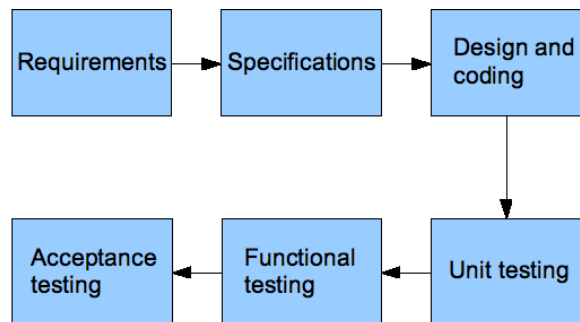 Requirements
Specifications
Design and
coding
Unit testing
Functional
testing
Acceptance
testing